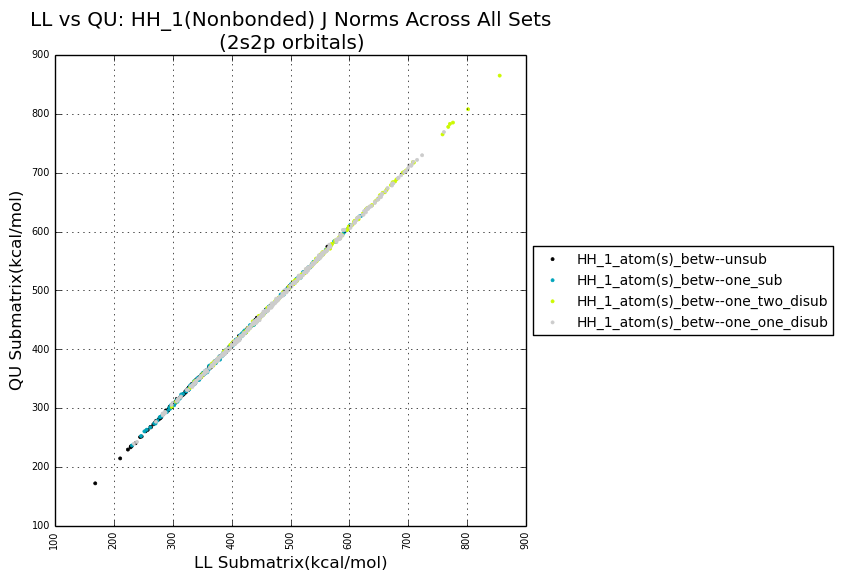 LL vs QU: HH_1(Nonbonded) J Norms Across All Sets
(2s2p orbitals)
900
800
700
600
500
400
300
200
100
QU Submatrix(kcal/mol)
100
200
300
400
500
600
700
800
900
LL Submatrix(kcal/mol)
HH_1_atom(s)_betw--unsub
HH_1_atom(s)_betw--one_sub
HH_1_atom(s)_betw--one_two_disub
HH_1_atom(s)_betw--one_one_disub